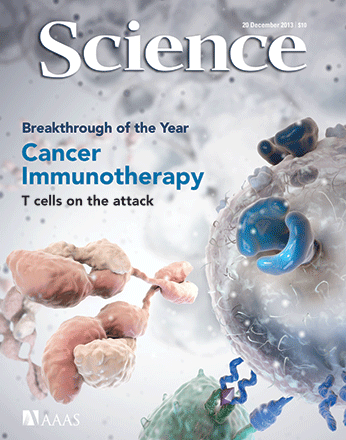 20 December 2013 | $10
Science
Breakthrough of the Year
Cancer
Immunotherapy
T cells on the attack
AAAS